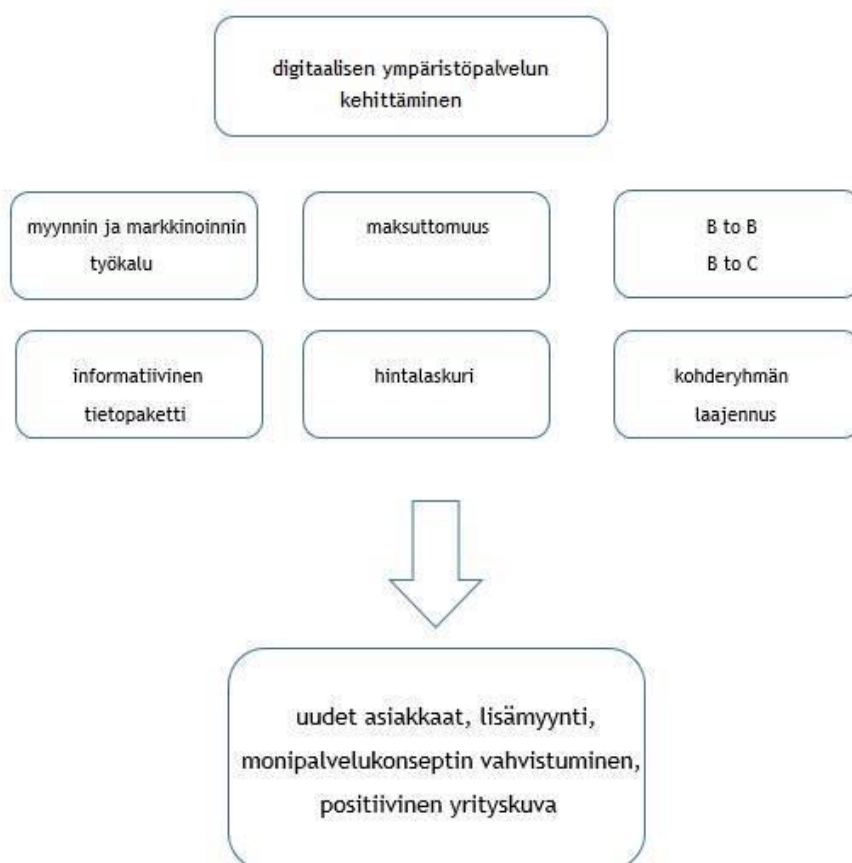 digitaalisen ympäristöpalvelun
kehittäminen
myynnin ja markkinoinnin
työkalu
maksuttomuus
B to B
B to C
informatiivinen
tietopaketti
hintalaskuri
kohderyhmän
laajennus
uudet asiakkaat, lisämyynti,
monipalvelukonseptin vahvistuminen,
positiivinen yrityskuva